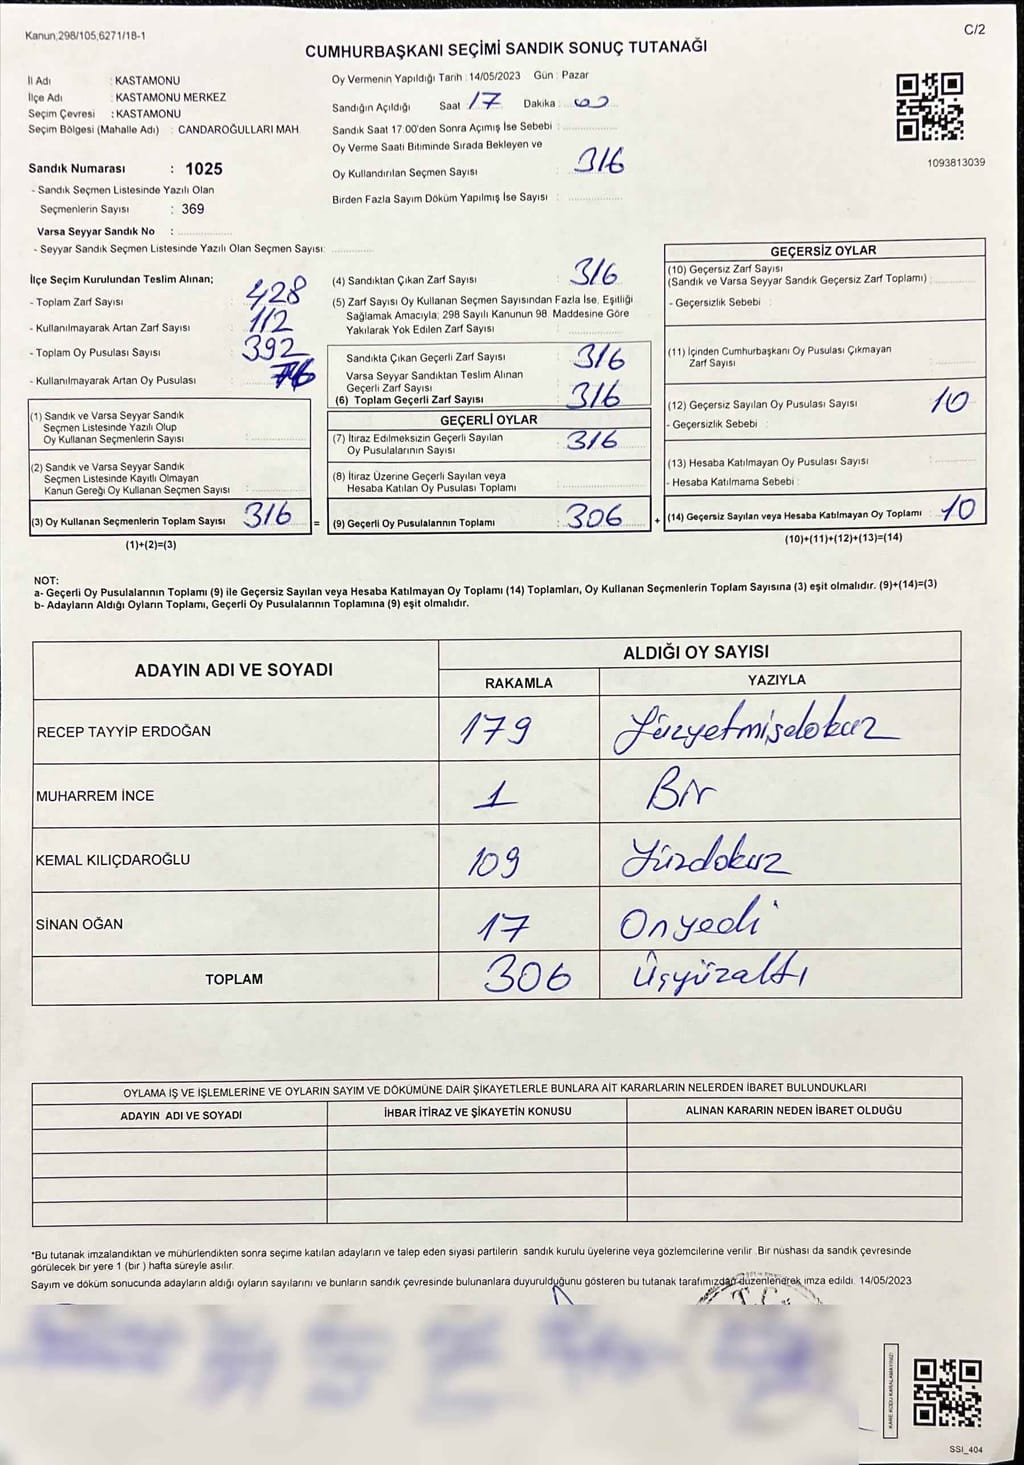 Kanun,298/105,6271/18-1
C/2
CUMHURBAŞKANI SEÇİMİ SANDIK SONUÇ TUTANAĞI
İl Adı : KASTAMONU
İlçe Adı : KASTAMONU MERKEZ
Seçim Çevresi : KASTAMONU
Seçim Bölgesi (Mahalle Adı) : CANDAROĞULLARI MAH.
Sandık Numarası : 1025
- Sandık Seçmen Listesinde Yazılı Olan
Seçmenlerin Sayısı : 369
Varsa Seyyar Sandık No :
- Seyyar Sandık Seçmen Listesinde Yazılı Olan Seçmen Sayısı:
Oy Vermenin Yapıldığı Tarih : 14/05/2023 Gün : Pazar
Sandığın Açıldığı Saat 17 Dakika : 00
Sandık Saat 17:00'den Sonra Açımış İse Sebebi :
Oy Verme Saati Bitiminde Sırada Bekleyen ve
Oy Kullandırılan Seçmen Sayısı : 316
Birden Fazla Sayım Döküm Yapılmış İse Sayısı :
1093813039
İlçe Seçim Kurulundan Teslim Alınan;
- Toplam Zarf Sayısı : 428
- Kullanılmayarak Artan Zarf Sayısı : 112
- Toplam Oy Pusulası Sayısı : 392
- Kullanılmayarak Artan Oy Pusulası : 76
(1) Sandık ve Varsa Seyyar Sandık
Seçmen Listesinde Yazılı Olup
Oy Kullanan Seçmenlerin Sayısı :
(2) Sandık ve Varsa Seyyar Sandık
Seçmen Listesinde Kayıtlı Olmayan
Kanun Gereği Oy Kullanan Seçmen Sayısı :
(3) Oy Kullanan Seçmenlerin Toplam Sayısı : 316 =
(1)+(2)=(3)
(4) Sandıktan Çıkan Zarf Sayısı : 316
(5) Zarf Sayısı Oy Kullanan Seçmen Sayısından Fazla İse, Eşitliği
Sağlamak Amacıyla; 298 Sayılı Kanunun 98. Maddesine Göre
Yakılarak Yok Edilen Zarf Sayısı :
Sandıkta Çıkan Geçerli Zarf Sayısı : 316
Varsa Seyyar Sandıktan Teslim Alınan
Geçerli Zarf Sayısı :
(6) Toplam Geçerli Zarf Sayısı : 316
GEÇERLİ OYLAR
(7) İtiraz Edilmeksizin Geçerli Sayılan
Oy Pusulalarının Sayısı : 316
(8) İtiraz Üzerine Geçerli Sayılan veya
Hesaba Katılan Oy Pusulası Toplamı :
(9) Geçerli Oy Pusulalarının Toplamı : 306 +
GEÇERSİZ OYLAR
(10) Geçersiz Zarf Sayısı
(Sandık ve Varsa Seyyar Sandık Geçersiz Zarf Toplamı) :
- Geçersizlik Sebebi :
(11) İçinden Cumhurbaşkanı Oy Pusulası Çıkmayan
Zarf Sayısı :
(12) Geçersiz Sayılan Oy Pusulası Sayısı : 10
- Geçersizlik Sebebi :
(13) Hesaba Katılmayan Oy Pusulası Sayısı :
- Hesaba Katılmama Sebebi :
(14) Geçersiz Sayılan veya Hesaba Katılmayan Oy Toplamı : 10
(10)+(11)+(12)+(13)=(14)
NOT:
a- Geçerli Oy Pusulalarının Toplamı (9) ile Geçersiz Sayılan veya Hesaba Katılmayan Oy Toplamı (14) Toplamları, Oy Kullanan Seçmenlerin Toplam Sayısına (3) eşit olmalıdır. (9)+(14)=(3)
b- Adayların Aldığı Oyların Toplamı, Geçerli Oy Pusulalarının Toplamına (9) eşit olmalıdır.
ADAYIN ADI VE SOYADI ALDIĞI OY SAYISI
RAKAMLA YAZIYLA
RECEP TAYYİP ERDOĞAN 179 Yüzyetmişdokuz
MUHARREM İNCE 1 Bir
KEMAL KILIÇDAROĞLU 109 Yüzdokuz
SİNAN OĞAN 17 Onyedi
TOPLAM 306 Üçyüzaltı
OYLAMA İŞ VE İŞLEMLERİNE VE OYLARIN SAYIM VE DÖKÜMÜNE DAİR ŞİKAYETLERLE BUNLARA AİT KARARLARIN NELERDEN İBARET BULUNDUKLARI
ADAYIN ADI VE SOYADI İHBAR İTİRAZ VE ŞİKAYETİN KONUSU ALINAN KARARIN NEDEN İBARET OLDUĞU
*Bu tutanak imzalandıktan ve mühürlendikten sonra seçime katılan adayların ve talep eden siyasi partilerin sandık kurulu üyelerine veya gözlemcilerine verilir .Bir nüshası da sandık çevresinde
görülecek bir yere 1 (bir ) hafta süreyle asılır.
Sayım ve döküm sonucunda adayların aldığı oyların sayılarını ve bunların sandık çevresinde bulunanlara duyurulduğunu gösteren bu tutanak tarafımızdan düzenlenerek imza edildi. 14/05/2023
T.C.
KARE KODU KARALAMAYINIZ!
SSİ_404